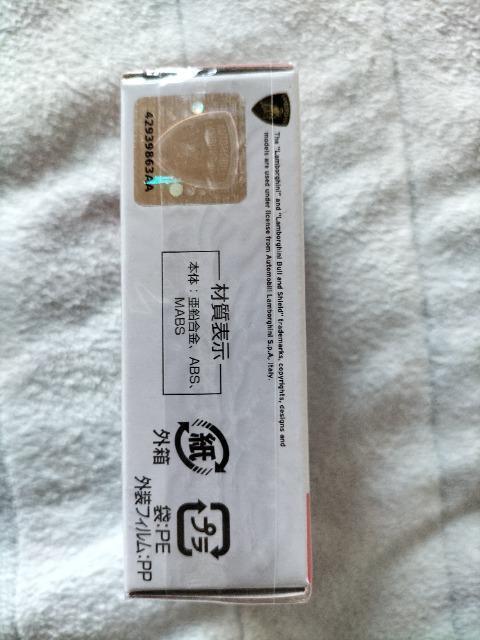 The "Lamborghini" and "Lamborghini Bull and Shield" trademarks, copyrights, designs and
models are used under license from Automobili Lamborghini S.p.A. Italy.
42939863AA
材質表示
本体：亜鉛合金、ABS、
MABS
紙
外箱
プラ
袋:PE
外装フィルム:PP